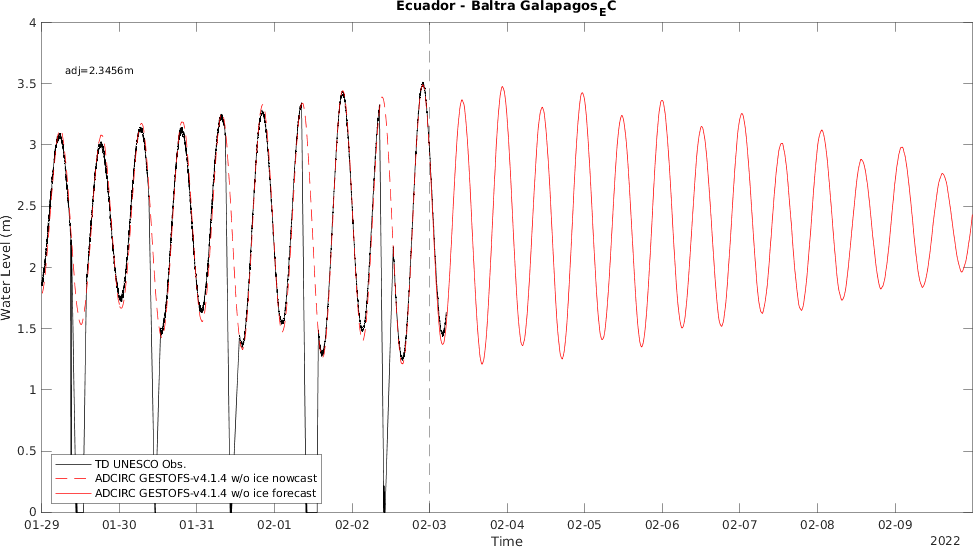 Ecuador - Baltra Galapagos_EC
4
adj=2.3456m
3.5
3
2.5
2
1.5
1
0.5
0
Water Level (m)
TD UNESCO Obs.
ADCIRC GESTOFS-v4.1.4 w/o ice nowcast
ADCIRC GESTOFS-v4.1.4 w/o ice forecast
01-29 01-30 01-31 02-01 02-02 02-03 02-04 02-05 02-06 02-07 02-08 02-09
Time
2022